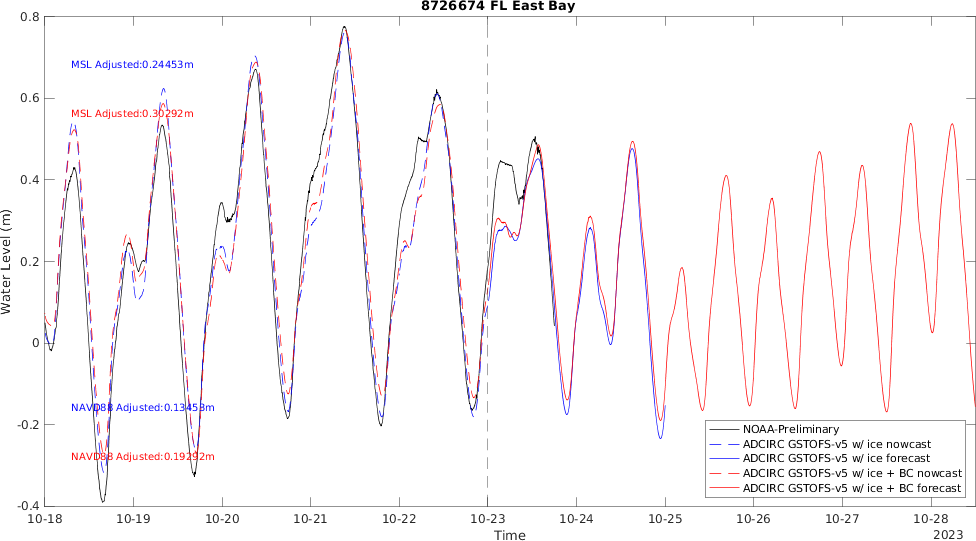 8726674 FL East Bay
0.8
0.6
0.4
0.2
0
-0.2
-0.4
Water Level (m)
MSL Adjusted:0.24453m
MSL Adjusted:0.30292m
NAVD88 Adjusted:0.13453m
NAVD88 Adjusted:0.19292m
NOAA-Preliminary
ADCIRC GSTOFS-v5 w/ ice nowcast
ADCIRC GSTOFS-v5 w/ ice forecast
ADCIRC GSTOFS-v5 w/ ice + BC nowcast
ADCIRC GSTOFS-v5 w/ ice + BC forecast
10-18 10-19 10-20 10-21 10-22 10-23 10-24 10-25 10-26 10-27 10-28
Time
2023